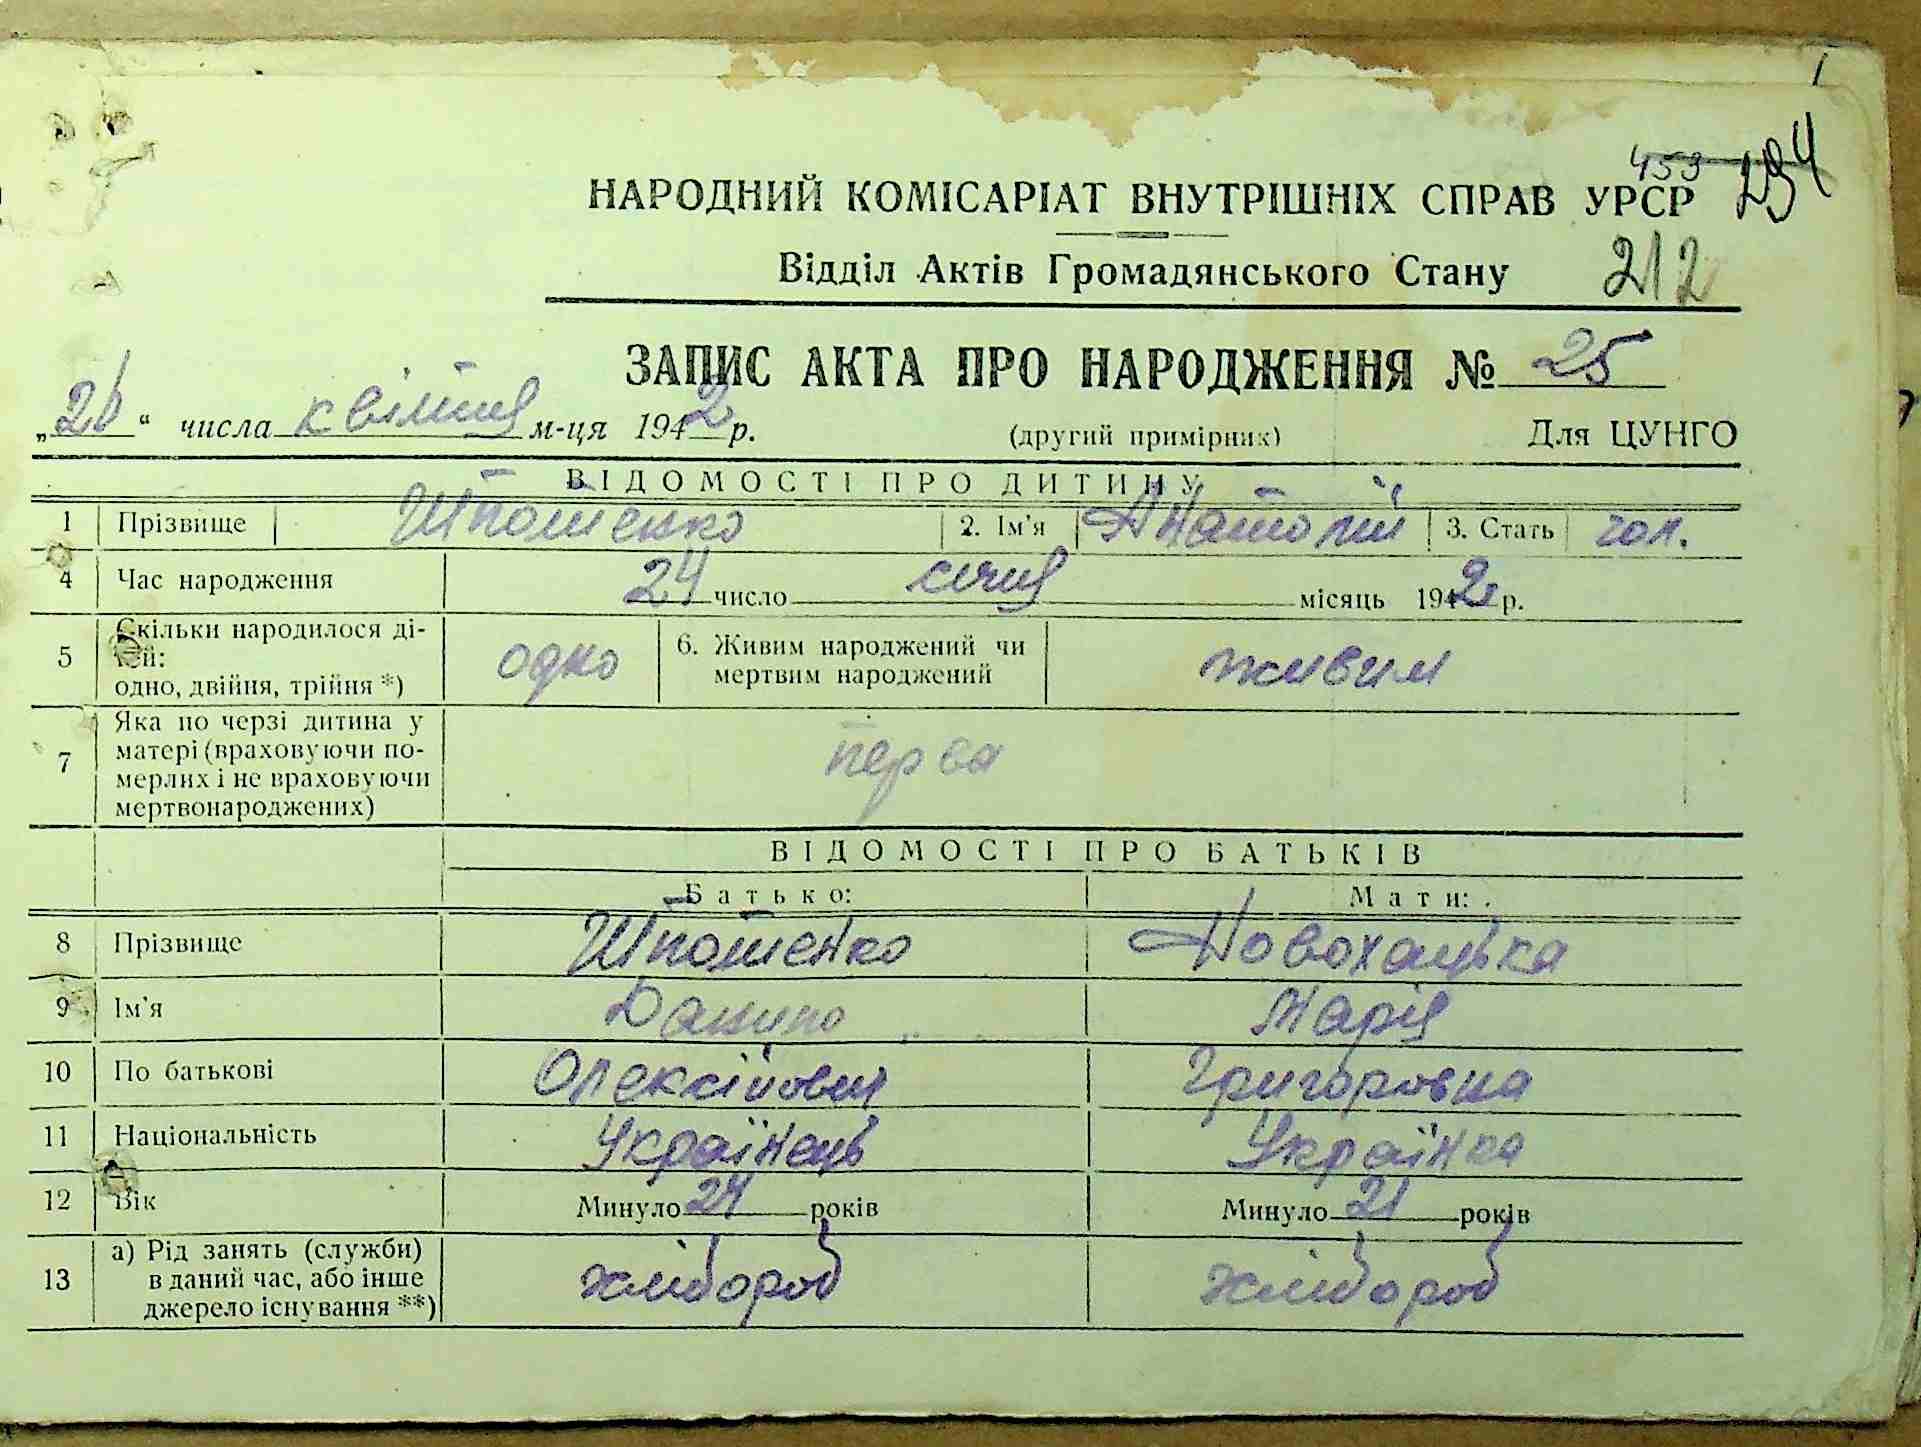 453 294
НАРОДНИЙ КОМІСАРІАТ ВНУТРІШНІХ СПРАВ УРСР
Відділ Актів Громадянського Стану 212
ЗАПИС АКТА ПРО НАРОДЖЕННЯ № 25
„26“ числа квітня м-ця 1942 р. (другий примірник) Для ЦУНГО
ВІДОМОСТІ ПРО ДИТИНУ
1 Прізвище Шпотенко 2. Ім'я Анатолій 3. Стать чол.
4 Час народження 24 число січня місяць 1942 р.
5 Скільки народилося дітей: одно, двійня, трійня *) одно 6. Живим народжений чи мертвим народжений живим
7 Яка по черзі дитина у матері (враховуючи померлих і не враховуючи мертвонароджених) перва
ВІДОМОСТІ ПРО БАТЬКІВ
Батько: Мати:
8 Прізвище Шпотенко Новохацька
9 Ім'я Данило Марія
10 По батькові Олексійович Григоровна
11 Національність Українець Українка
12 Вік Минуло 24 років Минуло 21 років
13 а) Рід занять (служби) в даний час, або інше джерело існування **) хлібороб хлібороб